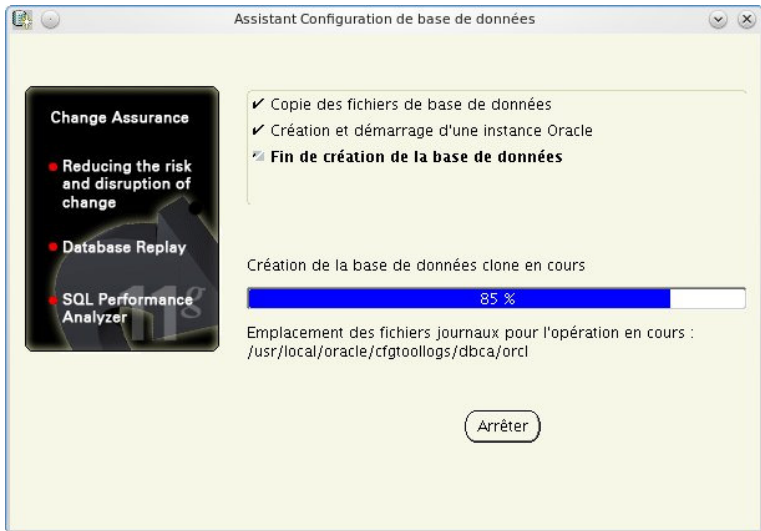 Assistant Configuration de base de données
Change Assurance
Reducing the risk
and disruption of
change
Database Replay
SQL Performance
Analyzer
11g
Copie des fichiers de base de données
Création et démarrage d'une instance Oracle
Fin de création de la base de données
Création de la base de données clone en cours
85 %
Emplacement des fichiers journaux pour l'opération en cours :
/usr/local/oracle/cfgtoollogs/dbca/orcl
Arrêter